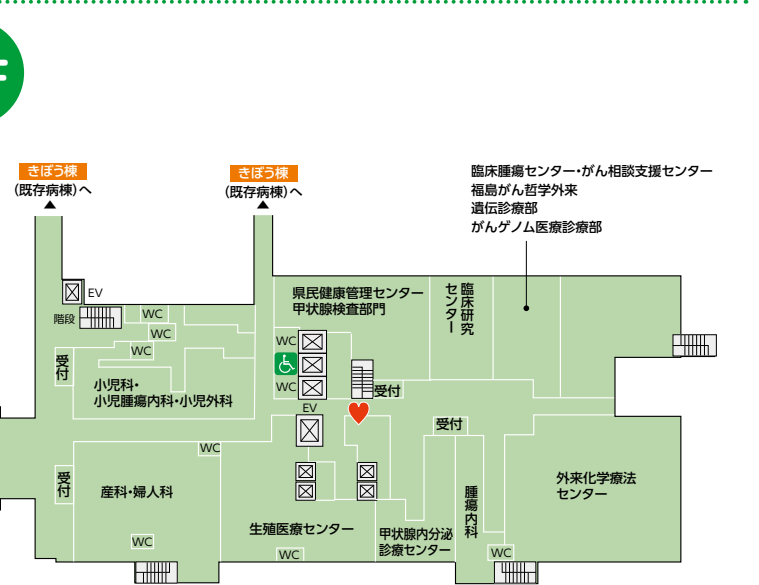 きぼう棟
(既存病棟)へ
きぼう棟
(既存病棟)へ
臨床腫瘍センター・がん相談支援センター
福島がん哲学外来
遺伝診療部
がんゲノム医療診療部
EV
階段
WC
WC
WC
受付
小児科・
小児腫瘍内科・小児外科
県民健康管理センター
甲状腺検査部門
臨床研究
センター
WC
WC
EV
受付
受付
受付
産科・婦人科
WC
WC
生殖医療センター
WC
甲状腺内分泌
診療センター
腫瘍内科
WC
外来化学療法
センター